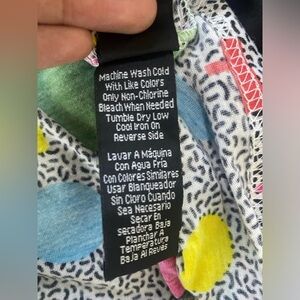 Machine Wash Cold
With Like Colors
Only Non-Chlorine
Bleach When Needed
Tumble Dry Low
Cool Iron On
Reverse Side
Lavar A Máquina
Con Agua Fría
Con Colores Similares
Usar Blanqueador
Sin Cloro Cuando
Sea Necesario
Secar En
Secadora Baja
Planchar A
Temperatura
Baja Al Reves